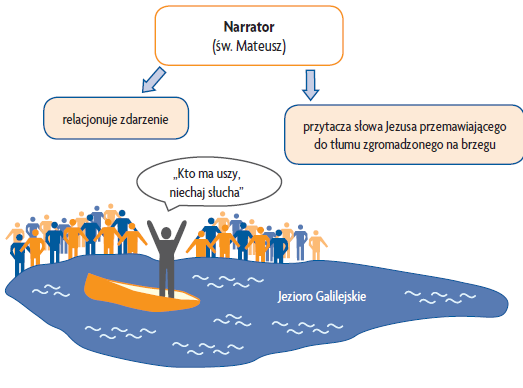 Narrator
(św. Mateusz)
relacjonuje zdarzenie
przytacza słowa Jezusa przemawiającego
do tłumu zgromadzonego na brzegu
„Kto ma uszy,
niechaj słucha”
Jezioro Galilejskie